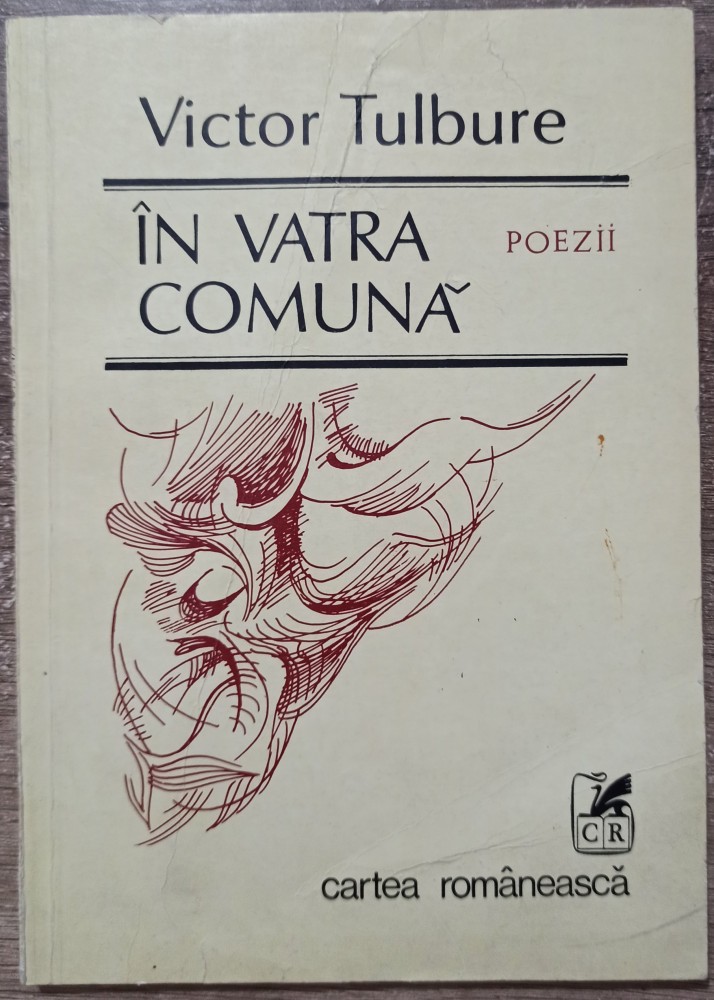 Victor Tulbure
ÎN VATRA
COMUNĂ
POEZII
CR
cartea românească